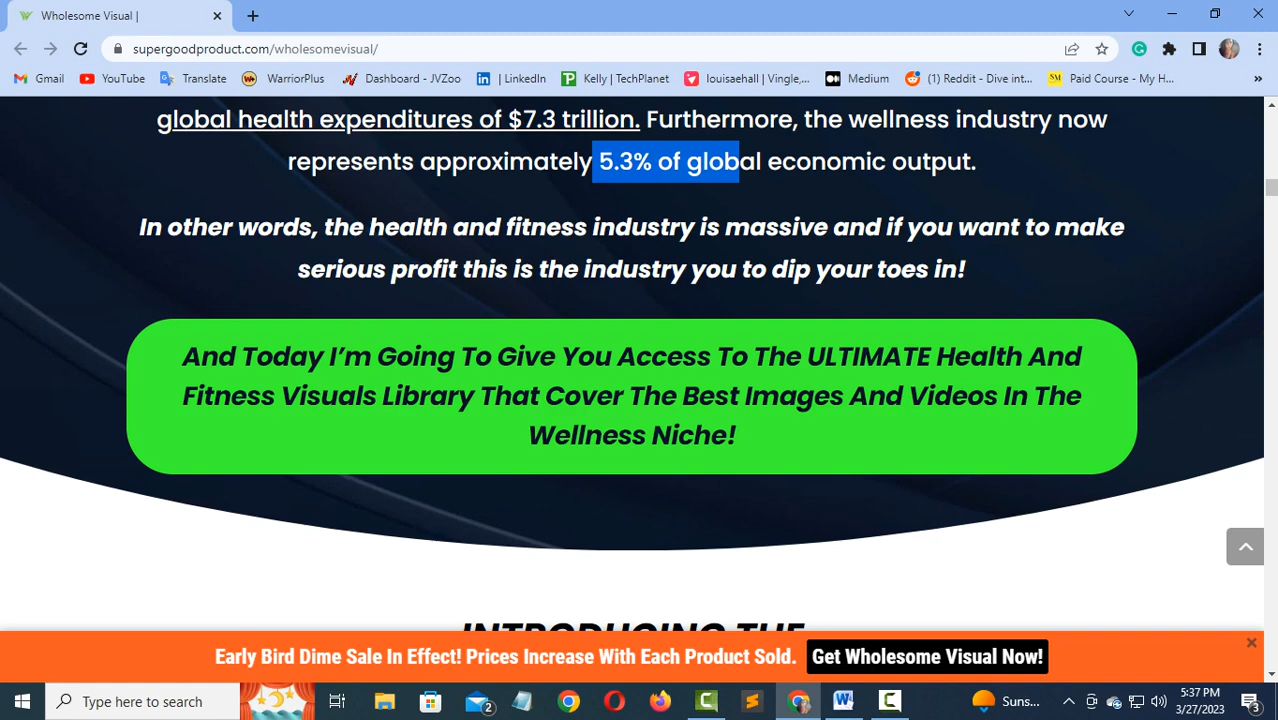 Wholesome Visual |
supergoodproduct.com/wholesomevisual/
Gmail YouTube Translate WarriorPlus Dashboard - JVZoo | LinkedIn Kelly | TechPlanet louisaehall | Vingle,... Medium (1) Reddit - Dive int... Paid Course - My H... »
global health expenditures of $7.3 trillion. Furthermore, the wellness industry now
represents approximately 5.3% of global economic output.
In other words, the health and fitness industry is massive and if you want to make
serious profit this is the industry you to dip your toes in!
And Today I’m Going To Give You Access To The ULTIMATE Health And
Fitness Visuals Library That Cover The Best Images And Videos In The
Wellness Niche!
INTRODUCING THE
Early Bird Dime Sale In Effect! Prices Increase With Each Product Sold. Get Wholesome Visual Now!
Type here to search 2 Suns... 5:37 PM
3/27/2023 3